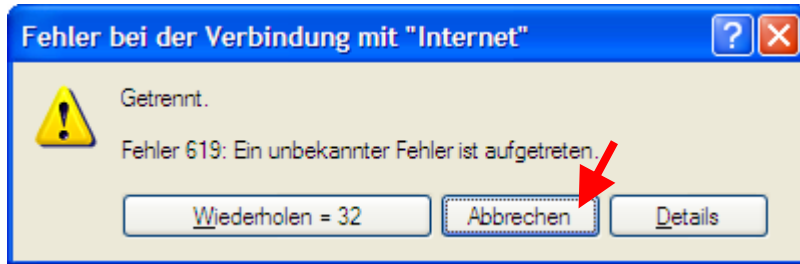 Fehler bei der Verbindung mit "Internet"
Getrennt.
Fehler 619: Ein unbekannter Fehler ist aufgetreten.
Wiederholen = 32 Abbrechen Details